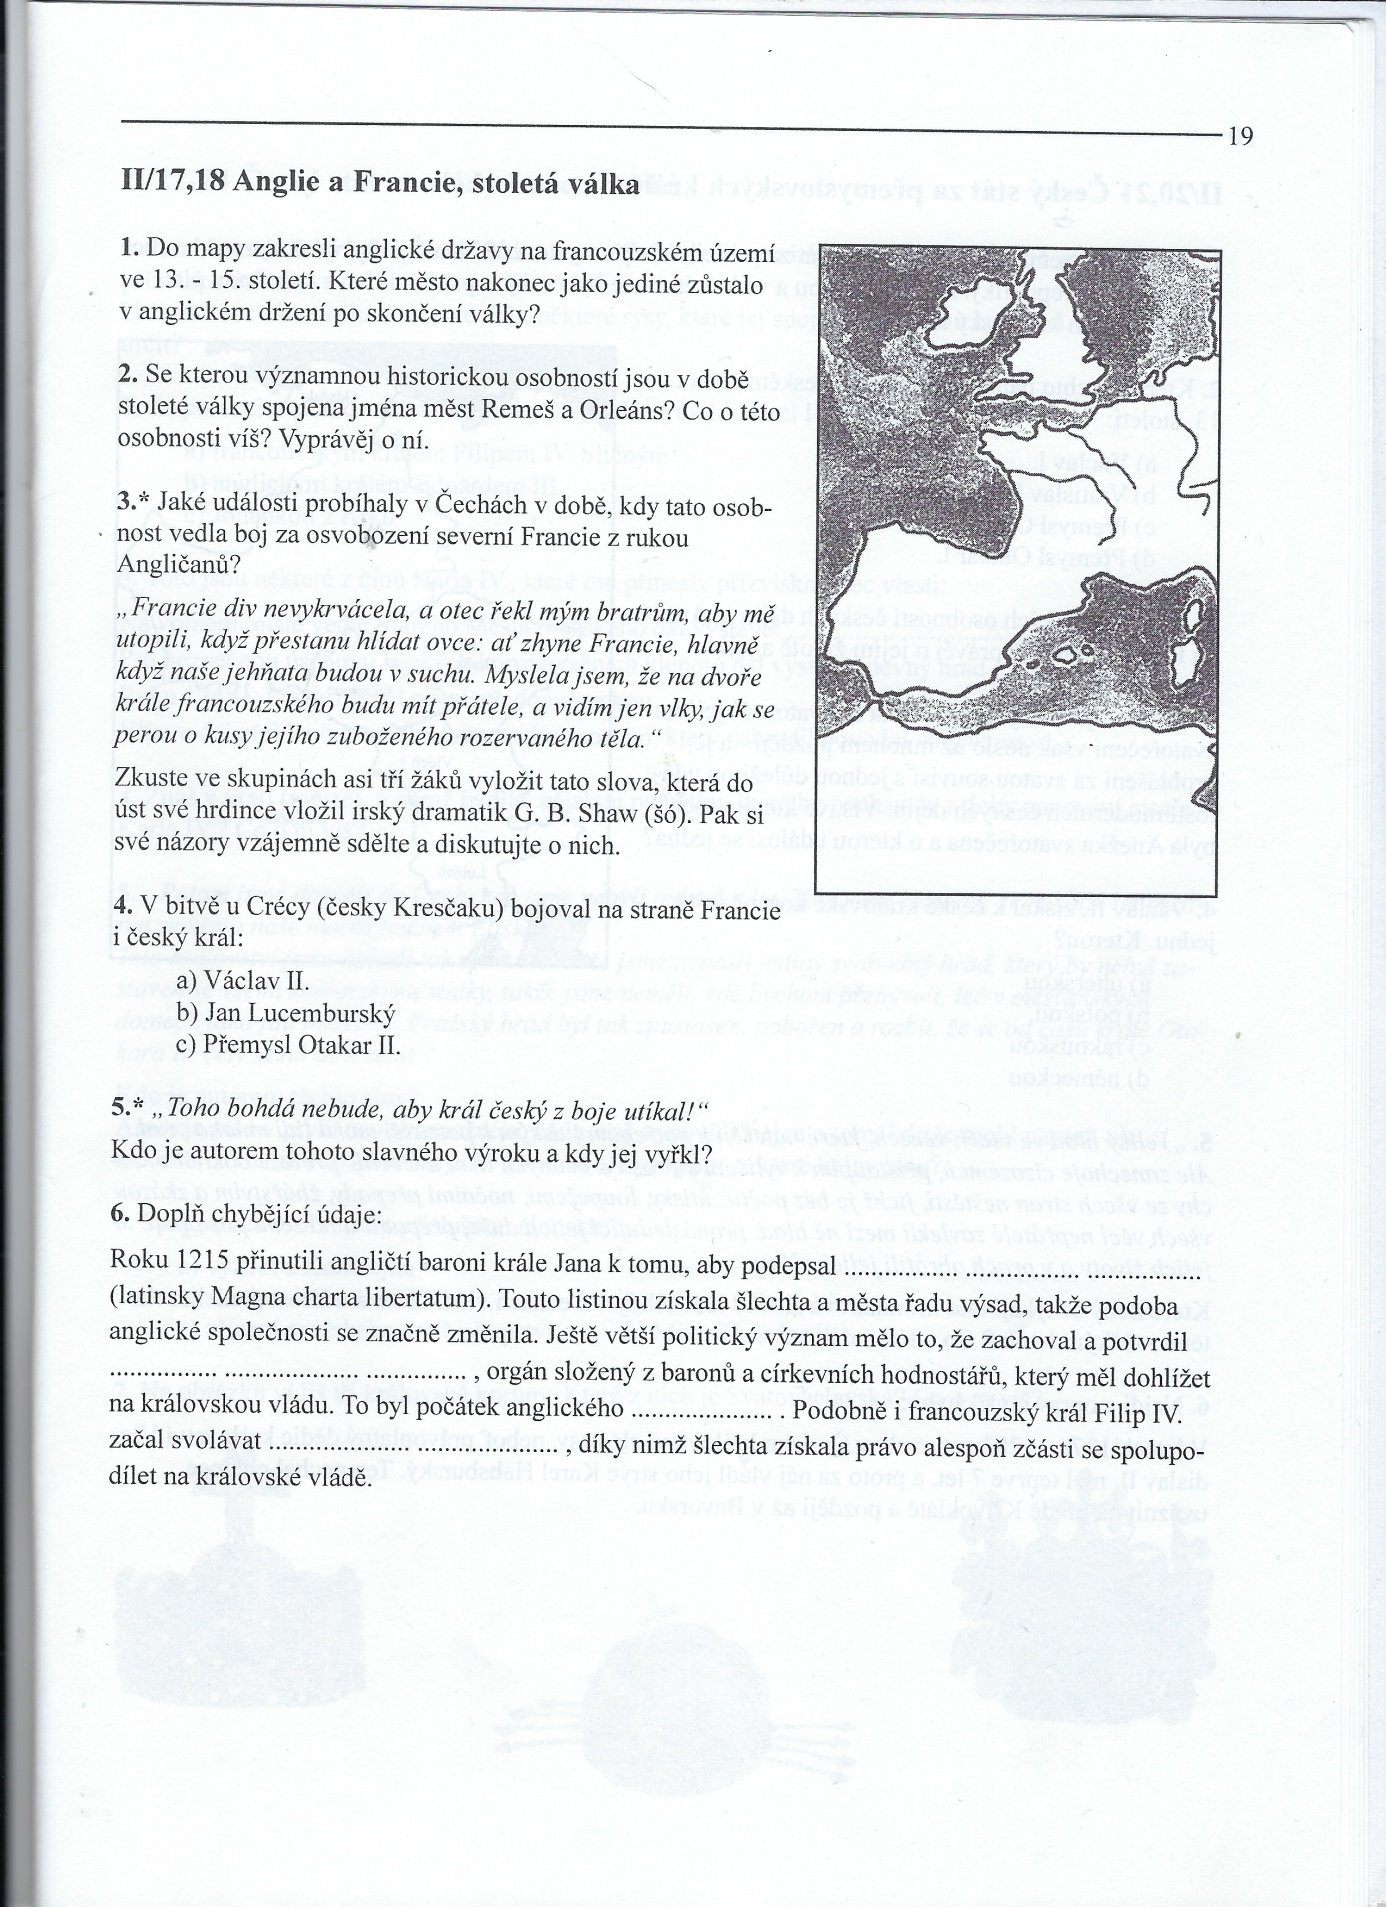 19
II/17,18 Anglie a Francie, stoletá válka
1. Do mapy zakresli anglické državy na francouzském území
ve 13. - 15. století. Které město nakonec jako jediné zůstalo
v anglickém držení po skončení války?
2. Se kterou významnou historickou osobností jsou v době
stoleté války spojena jména měst Remeš a Orleáns? Co o této
osobnosti víš? Vyprávěj o ní.
3.* Jaké události probíhaly v Čechách v době, kdy tato osob-
nost vedla boj za osvobození severní Francie z rukou
Angličanů?
„Francie div nevykrvácela, a otec řekl mým bratrům, aby mě
utopili, když přestanu hlídat ovce: ať zhyne Francie, hlavně
když naše jehňata budou v suchu. Myslela jsem, že na dvoře
krále francouzského budu mít přátele, a vidím jen vlky, jak se
perou o kusy jejího zuboženého rozervaného těla.“
Zkuste ve skupinách asi tří žáků vyložit tato slova, která do
úst své hrdince vložil irský dramatik G. B. Shaw (šó). Pak si
své názory vzájemně sdělte a diskutujte o nich.
4. V bitvě u Crécy (česky Kresčaku) bojoval na straně Francie
i český král:
a) Václav II.
b) Jan Lucemburský
c) Přemysl Otakar II.
5.* „Toho bohdá nebude, aby král český z boje utíkal!“
Kdo je autorem tohoto slavného výroku a kdy jej vyřkl?
6. Doplň chybějící údaje:
Roku 1215 přinutili angličtí baroni krále Jana k tomu, aby podepsal ................. ................. .................
(latinsky Magna charta libertatum). Touto listinou získala šlechta a města řadu výsad, takže podoba
anglické společnosti se značně změnila. Ještě větší politický význam mělo to, že zachoval a potvrdil
................ .................... ............... , orgán složený z baronů a církevních hodnostářů, který měl dohlížet
na královskou vládu. To byl počátek anglického ..................... . Podobně i francouzský král Filip IV.
začal svolávat ..................... ..................... , díky nimž šlechta získala právo alespoň zčásti se spolupo-
dílet na královské vládě.